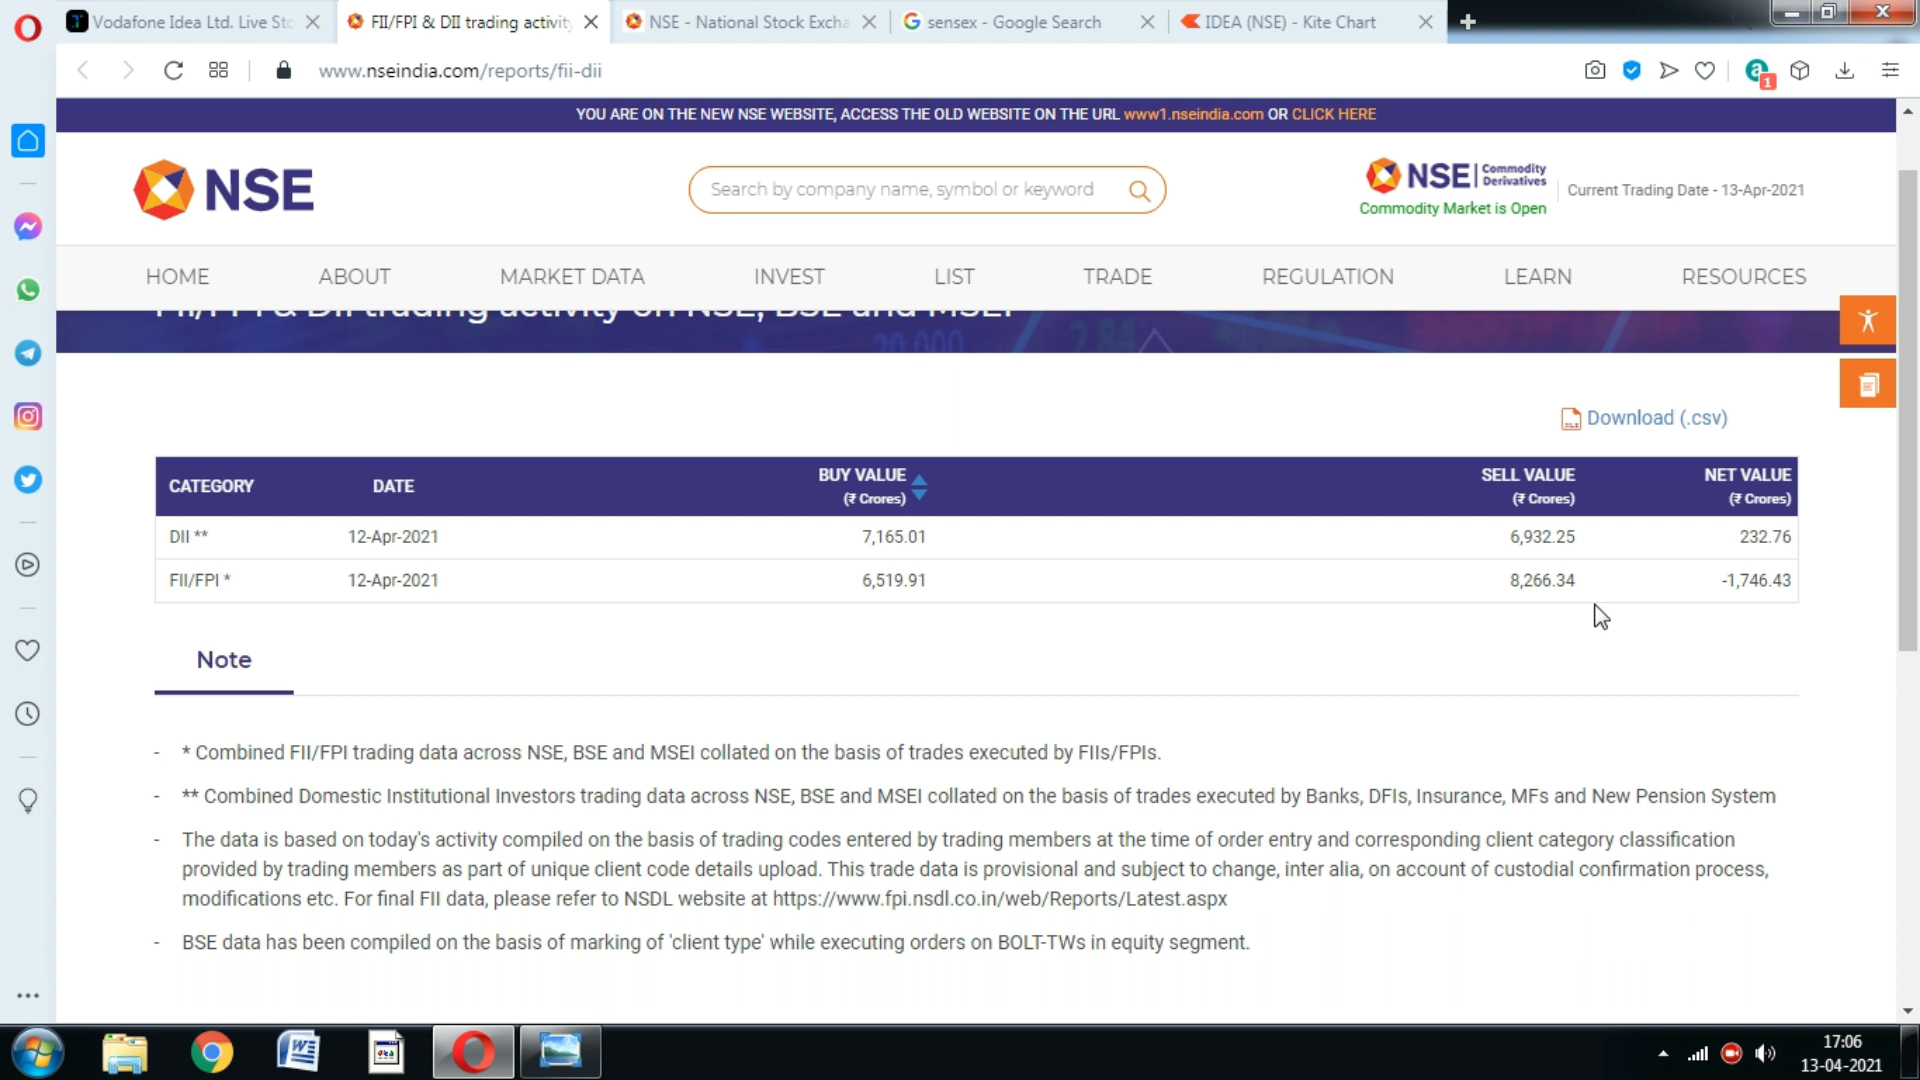 Vodafone Idea Ltd. Live Sto
FII/FPI & DII trading activity
NSE - National Stock Excha
sensex - Google Search
IDEA (NSE) - Kite Chart
www.nseindia.com/reports/fii-dii
1
YOU ARE ON THE NEW NSE WEBSITE, ACCESS THE OLD WEBSITE ON THE URL www1.nseindia.com OR CLICK HERE
NSE
Search by company name, symbol or keyword
NSE Commodity Derivatives
Commodity Market is Open
Current Trading Date - 13-Apr-2021
HOME ABOUT MARKET DATA INVEST LIST TRADE REGULATION LEARN RESOURCES
FII/FPI & DII trading activity on NSE, BSE and MSEI
Download (.csv)
CATEGORY DATE BUY VALUE (₹ Crores) SELL VALUE (₹ Crores) NET VALUE (₹ Crores)
DII ** 12-Apr-2021 7,165.01 6,932.25 232.76
FII/FPI * 12-Apr-2021 6,519.91 8,266.34 -1,746.43
Note
- * Combined FII/FPI trading data across NSE, BSE and MSEI collated on the basis of trades executed by FIIs/FPIs.
- ** Combined Domestic Institutional Investors trading data across NSE, BSE and MSEI collated on the basis of trades executed by Banks, DFIs, Insurance, MFs and New Pension System
- The data is based on today's activity compiled on the basis of trading codes entered by trading members at the time of order entry and corresponding client category classification
provided by trading members as part of unique client code details upload. This trade data is provisional and subject to change, inter alia, on account of custodial confirmation process,
modifications etc. For final FII data, please refer to NSDL website at https://www.fpi.nsdl.co.in/web/Reports/Latest.aspx
- BSE data has been compiled on the basis of marking of 'client type' while executing orders on BOLT-TWs in equity segment.
17:06
13-04-2021